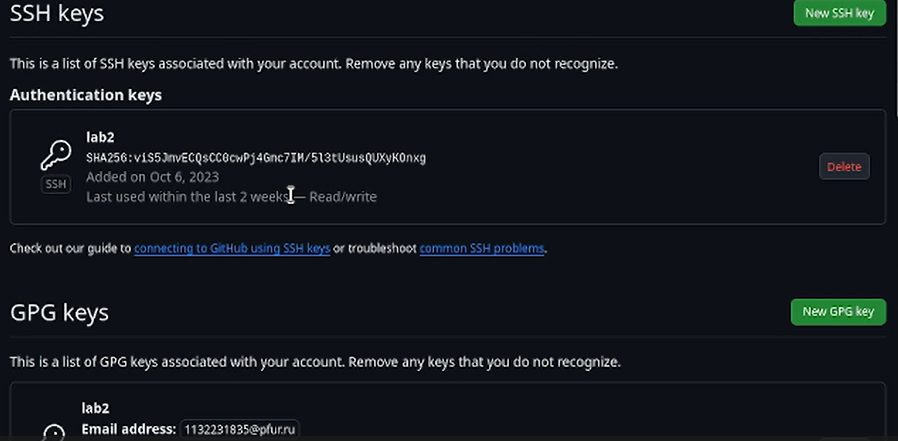 SSH keys
New SSH key
This is a list of SSH keys associated with your account. Remove any keys that you do not recognize.
Authentication keys
lab2
SHA256:viS5JmvECQsCC0cwPj4Gmc7IM/5l3tUsusQUXyKOnxg
SSH
Added on Oct 6, 2023
Last used within the last 2 weeks — Read/write
Delete
Check out our guide to connecting to GitHub using SSH keys or troubleshoot common SSH problems.
GPG keys
New GPG key
This is a list of GPG keys associated with your account. Remove any keys that you do not recognize.
lab2
Email address: 1132231835@pfur.ru